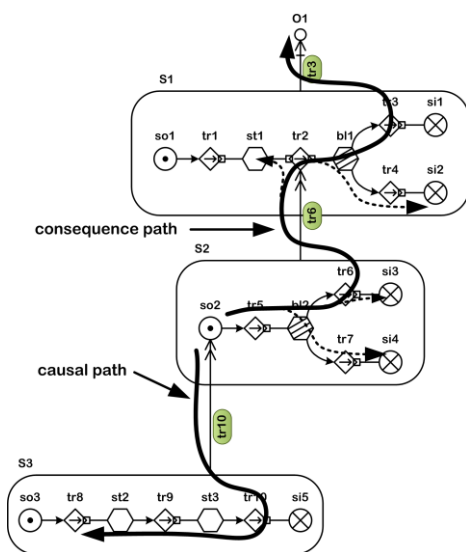 O1
tr3
S1
tr3 si1
so1 tr1 st1 tr2 bl1
tr4 si2
tr6
consequence path
S2
tr6 si3
so2 tr5 bl2
tr7 si4
causal path
tr10
S3
so3 tr8 st2 tr9 st3 tr10 si5